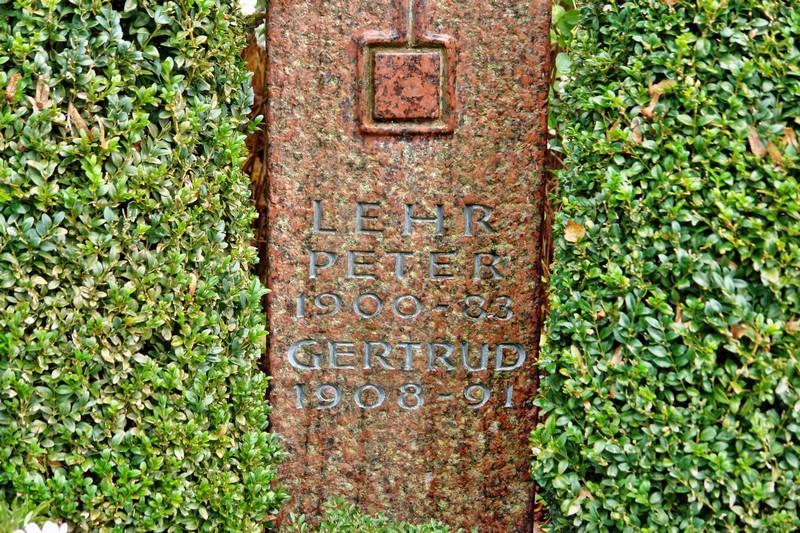 LEHR
PETER
1900-83
GERTRUD
1908-91